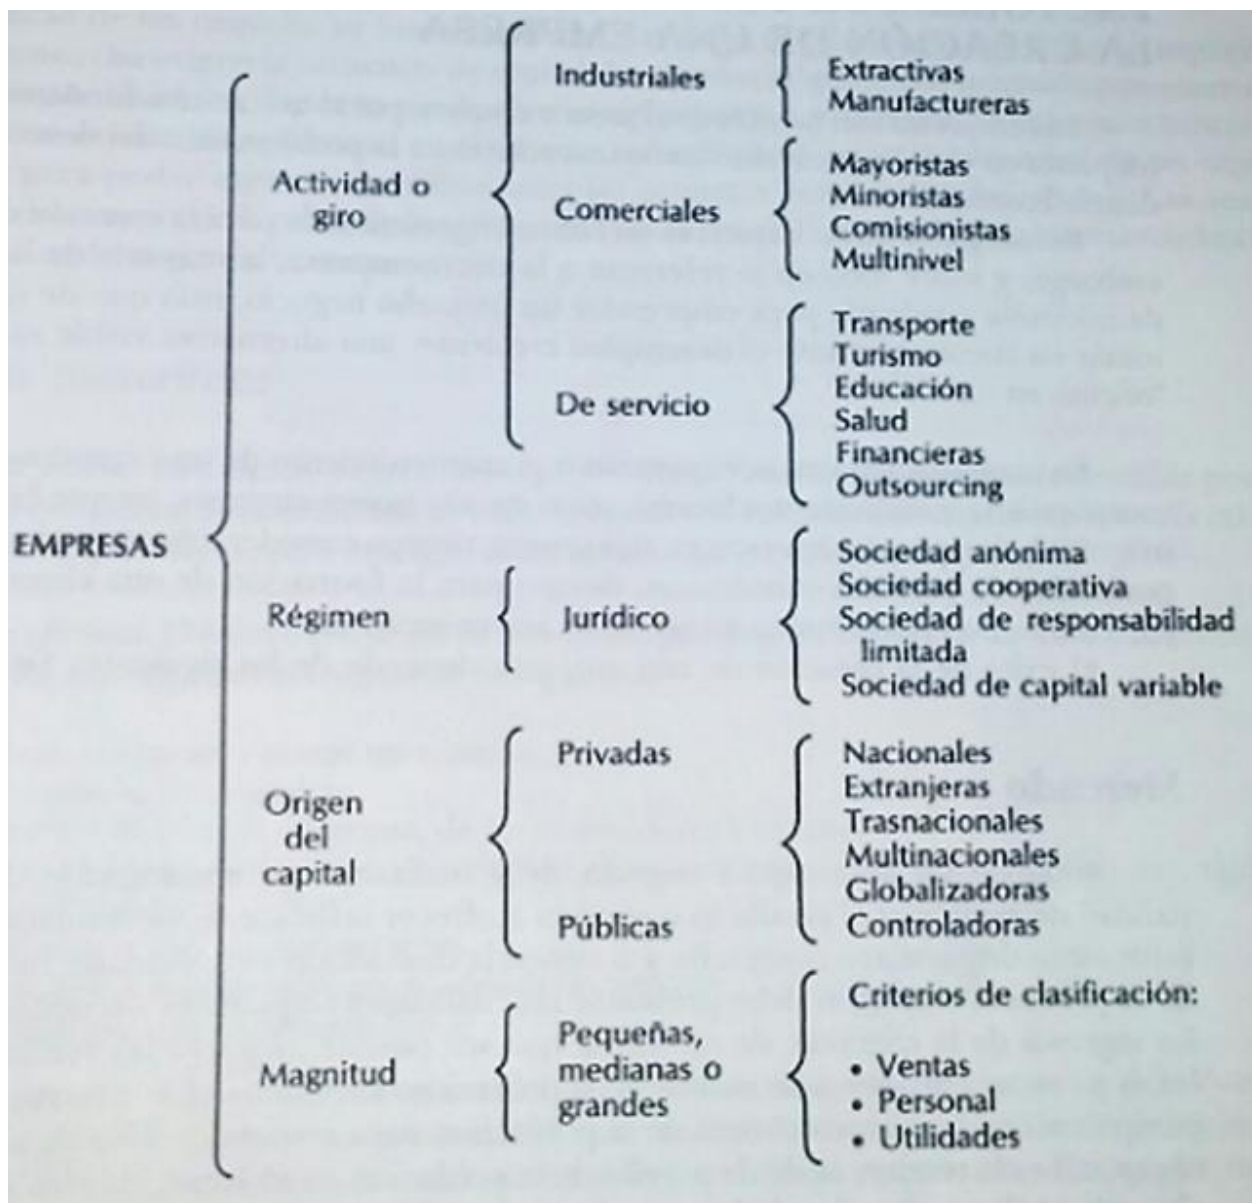 Industriales
Extractivas
Manufactureras
Actividad o
giro
Comerciales
Mayoristas
Minoristas
Comisionistas
Multinivel
De servicio
Transporte
Turismo
Educación
Salud
Financieras
Outsourcing
EMPRESAS
Régimen
Jurídico
Sociedad anónima
Sociedad cooperativa
Sociedad de responsabilidad
limitada
Sociedad de capital variable
Origen
del
capital
Privadas
Públicas
Nacionales
Extranjeras
Trasnacionales
Multinacionales
Globalizadoras
Controladoras
Magnitud
Pequeñas,
medianas o
grandes
Criterios de clasificación:
• Ventas
• Personal
• Utilidades